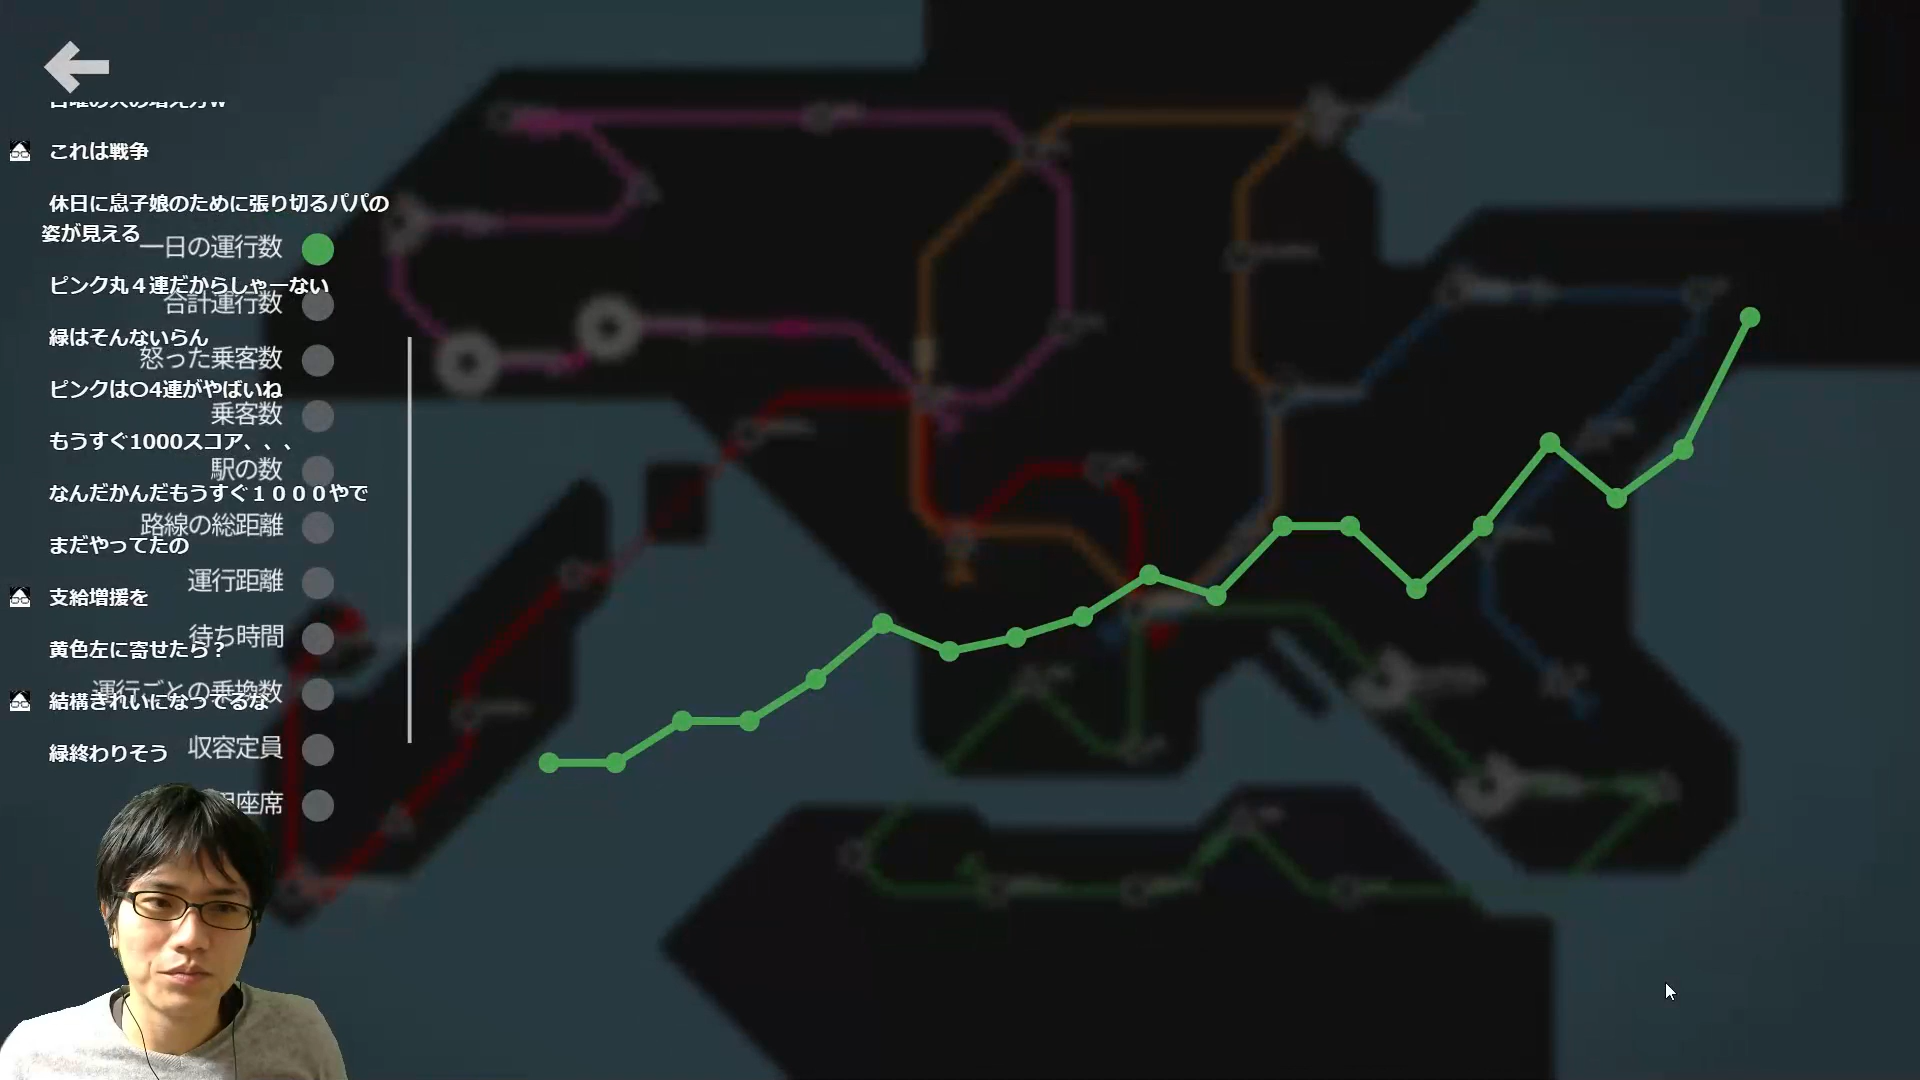 これは戦争
休日に息子娘のために張り切るパパの
姿が見える
一日の運行数
ピンク丸４連だからしゃーない
合計運行数
緑はそんないらん
怒った乗客数
ピンクは〇4連がやばいね
乗客数
もうすぐ1000スコア、、、
駅の数
なんだかんだもうすぐ１０００やで
路線の総距離
まだやってたの
運行距離
支給増援を
待ち時間
黄色左に寄せたら？
運行ごとの乗換数
結構きれいになってるな
収容定員
緑終わりそう
座席